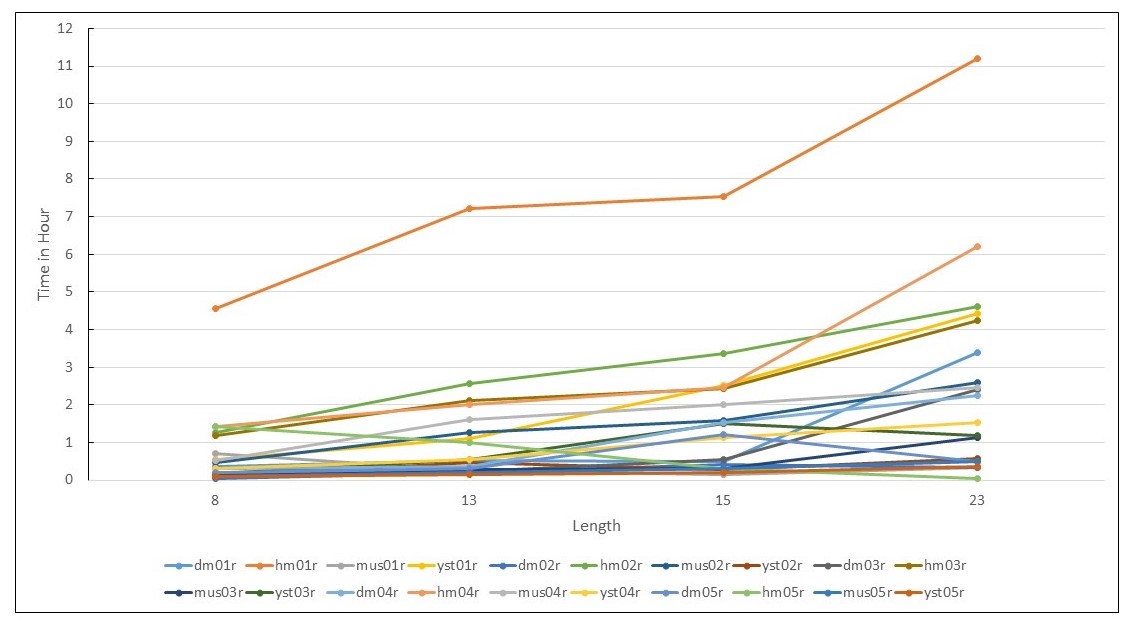 12
11
10
9
8
7
6
5
4
3
2
1
0
Time in Hour
8 13 15 23
Length
dm01r hm01r mus01r yst01r dm02r hm02r mus02r yst02r dm03r hm03r
mus03r yst03r dm04r hm04r mus04r yst04r dm05r hm05r mus05r yst05r